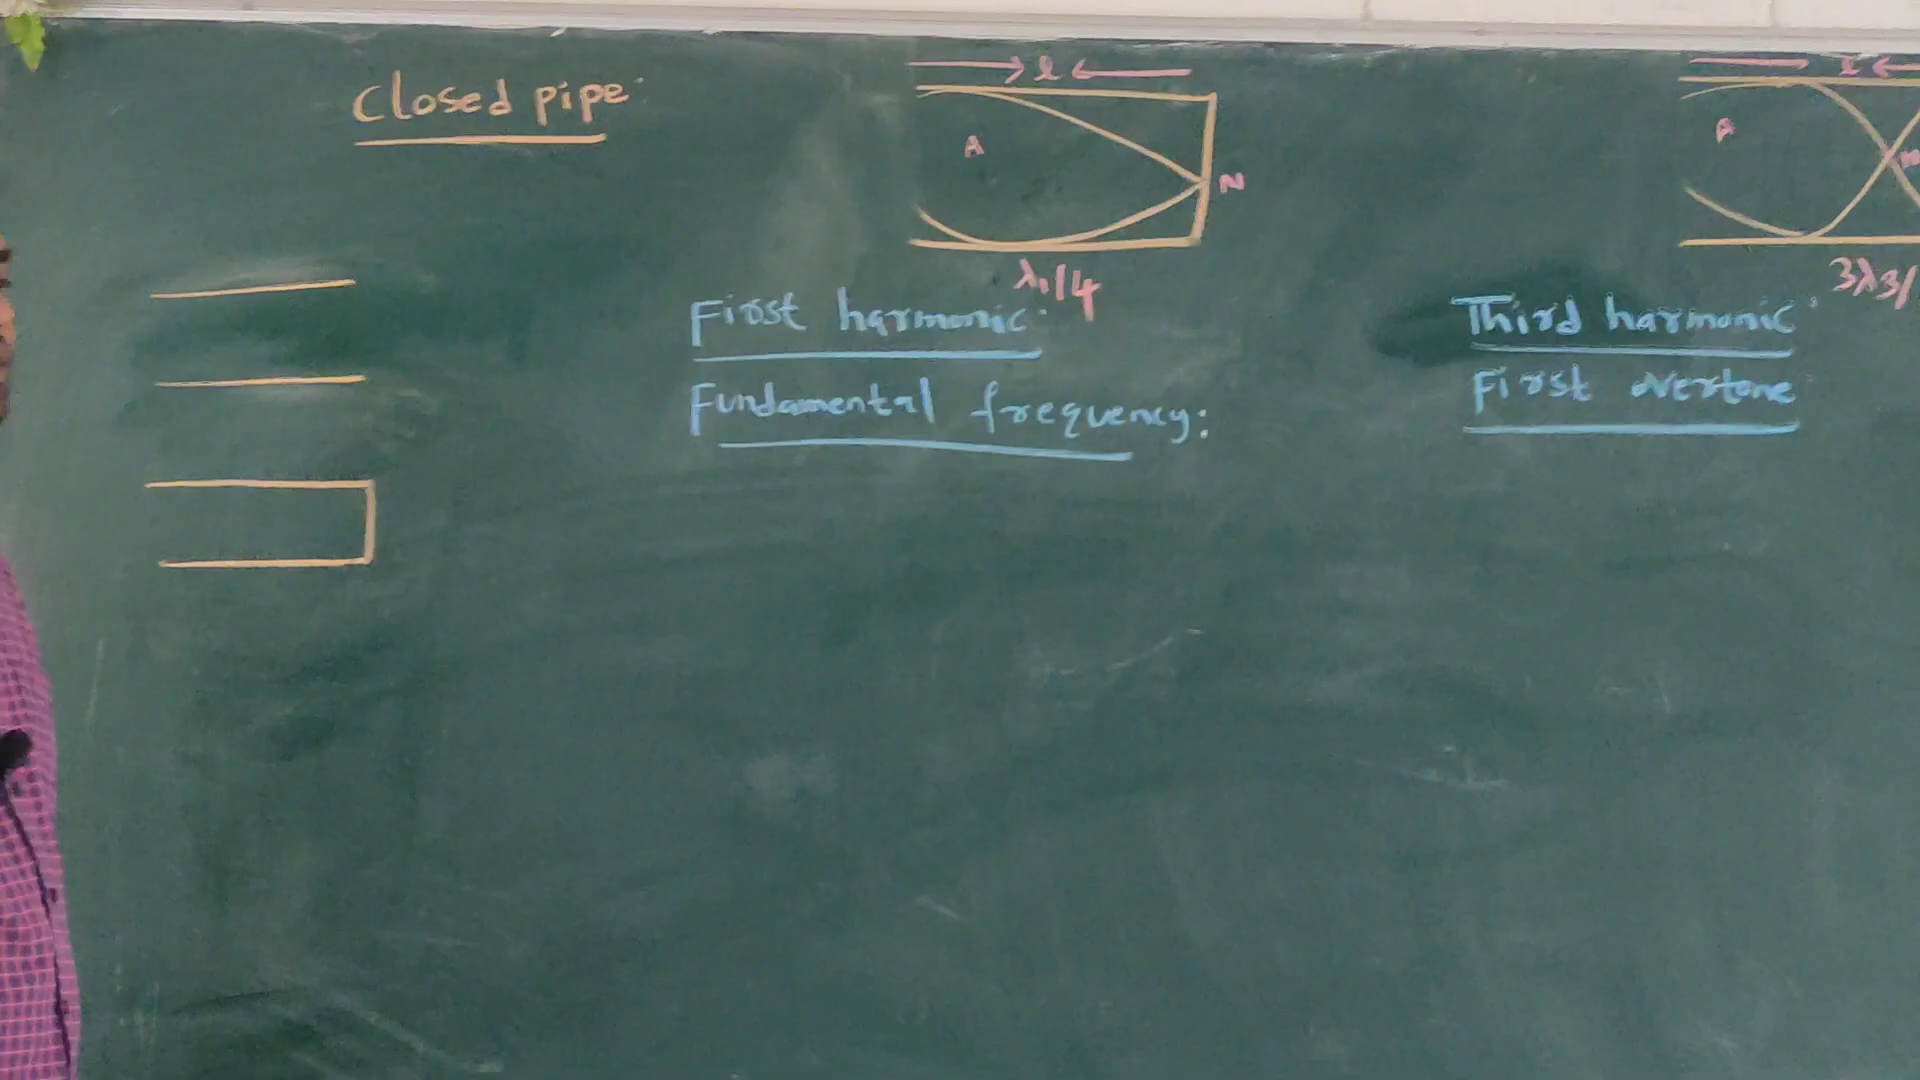 Closed pipe:
l
A
N
λ₁/4
First harmonic:
Fundamental frequency:
l
A
3λ3/
Third harmonic:
First overtone